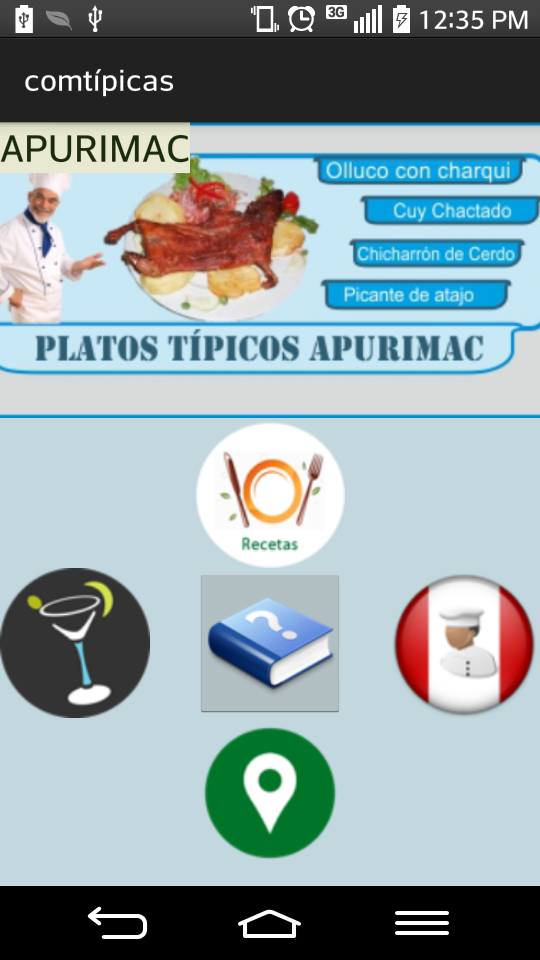 3G 12:35 PM
comtípicas
APURIMAC
Olluco con charqui
Cuy Chactado
Chicharrón de Cerdo
Picante de atajo
PLATOS TÍPICOS APURIMAC
Recetas
?